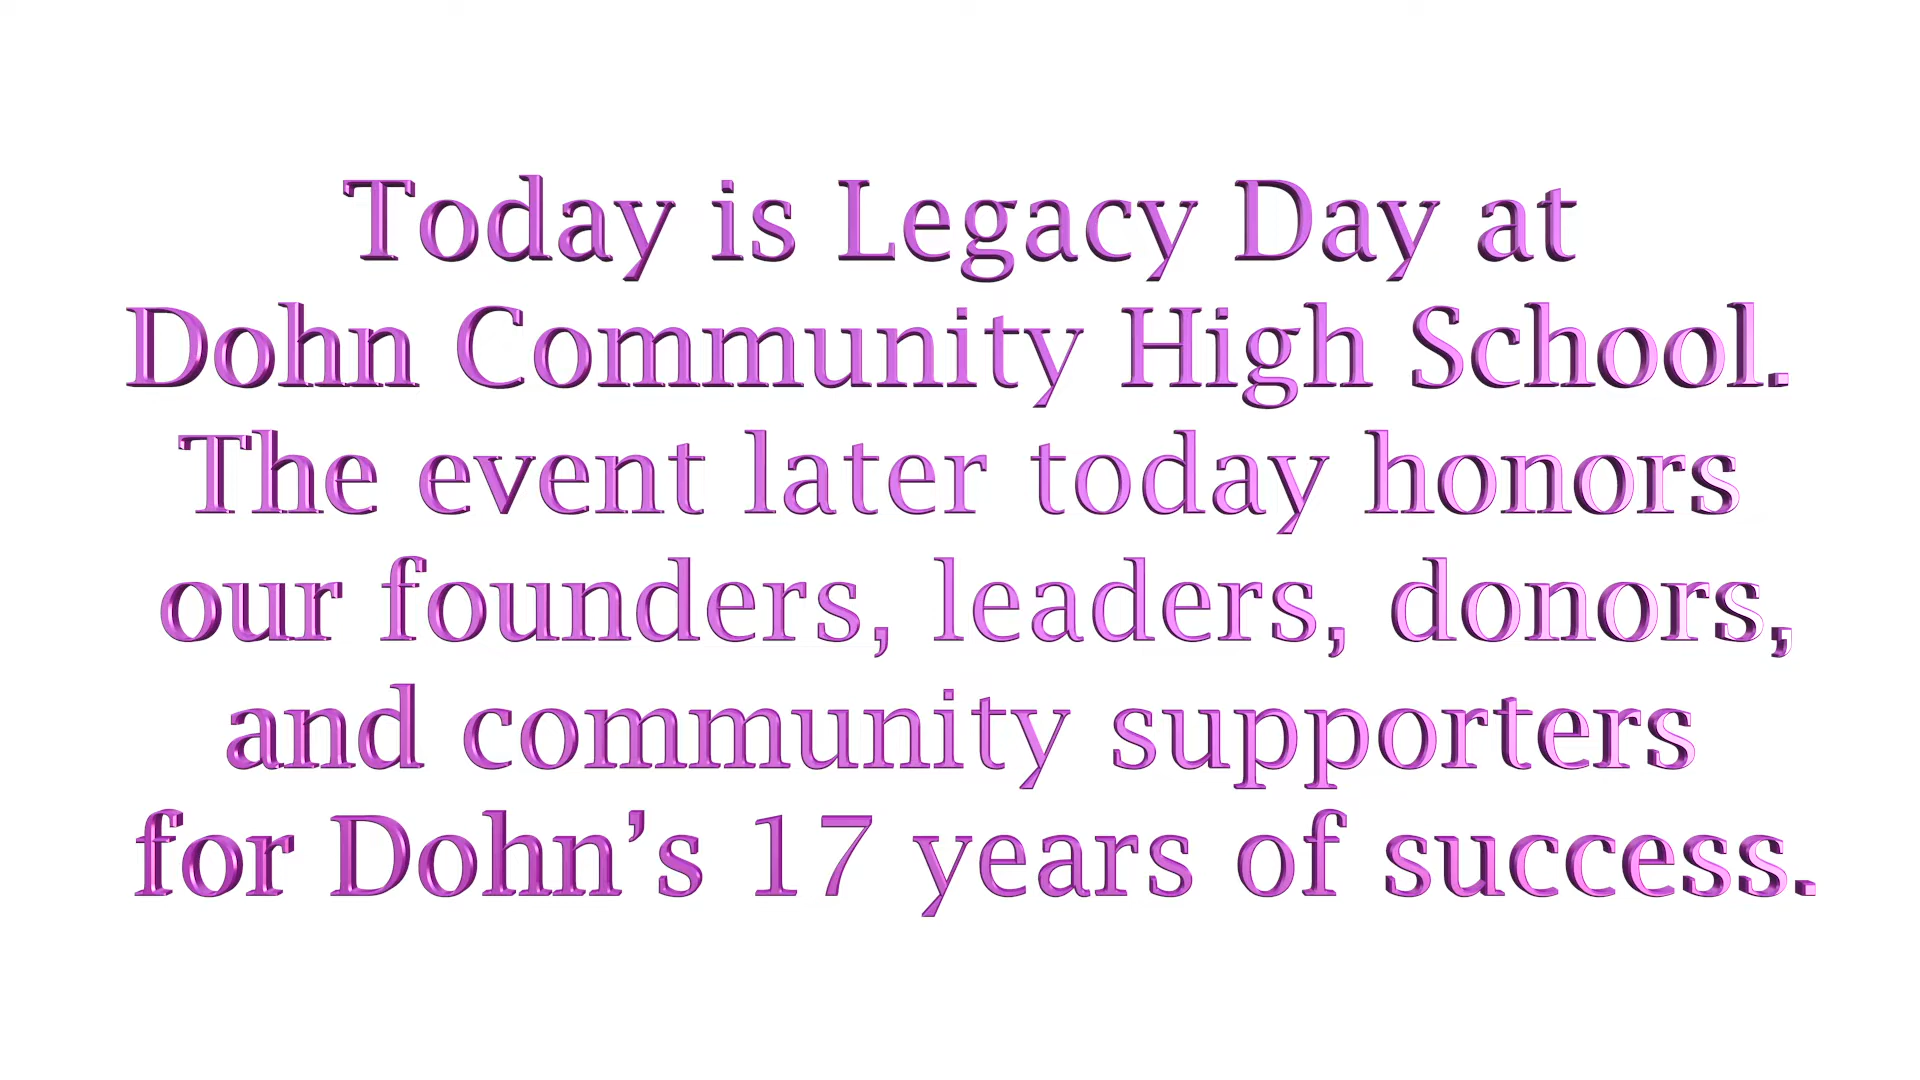 Today is Legacy Day at
Dohn Community High School.
The event later today honors
our founders, leaders, donors,
and community supporters
for Dohn’s 17 years of success.